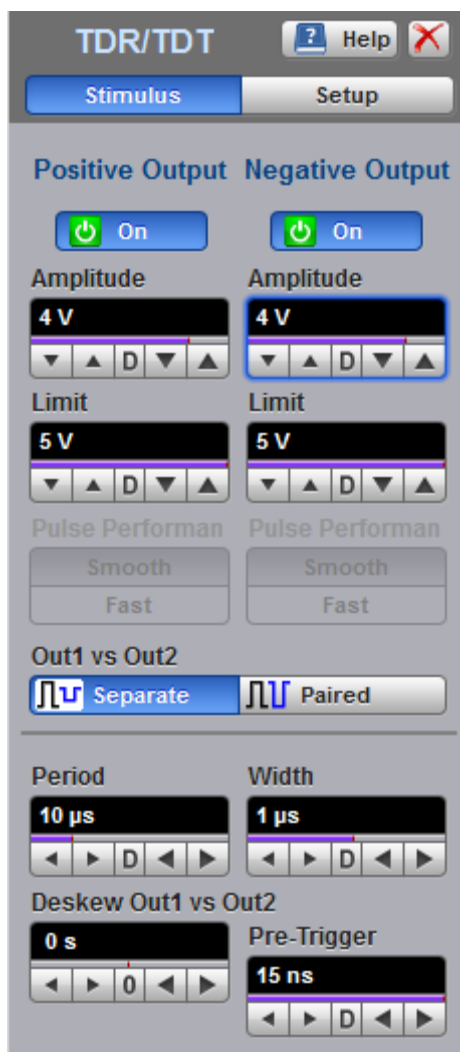 TDR/TDT ? Help
Stimulus Setup
Positive Output Negative Output
On On
Amplitude Amplitude
4 V 4 V
D D
Limit Limit
5 V 5 V
D D
Pulse Performan Pulse Performan
Smooth Smooth
Fast Fast
Out1 vs Out2
Separate Paired
Period Width
10 µs 1 µs
D D
Deskew Out1 vs Out2
0 s Pre-Trigger
0 15 ns
D